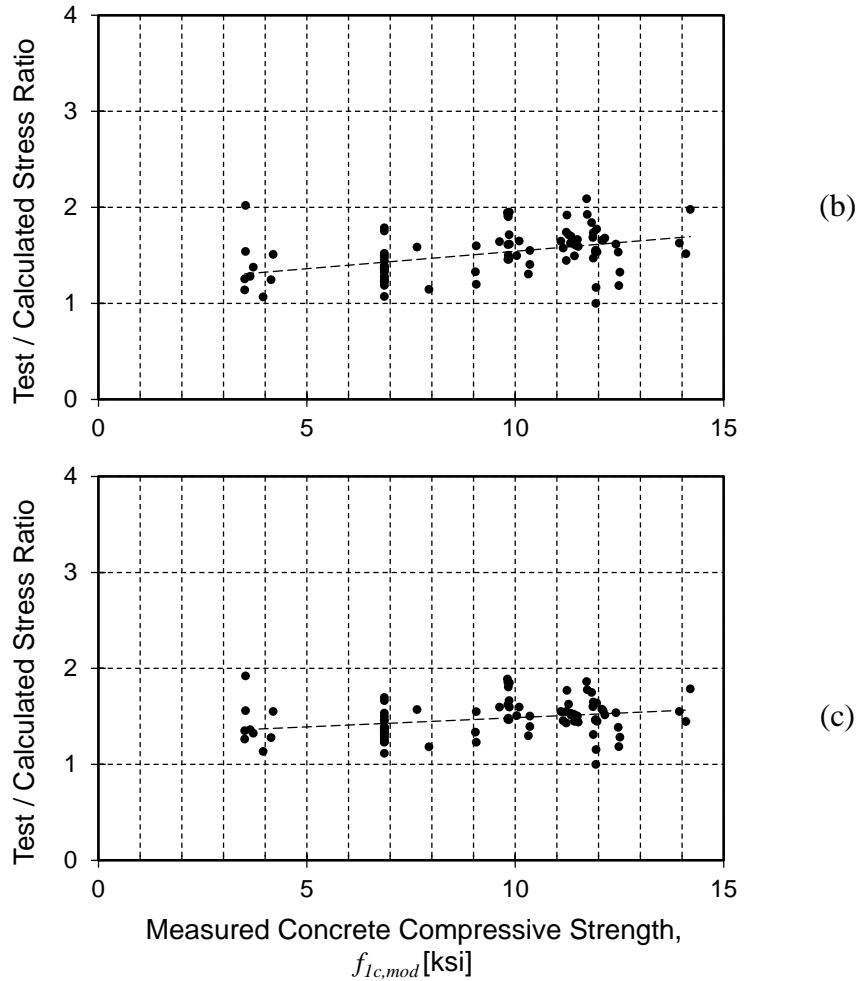 4
3
2
1
0
0 5 10 15
Test / Calculated Stress Ratio
(b)
4
3
2
1
0
0 5 10 15
Test / Calculated Stress Ratio
(c)
Measured Concrete Compressive Strength,
f1c,mod [ksi]